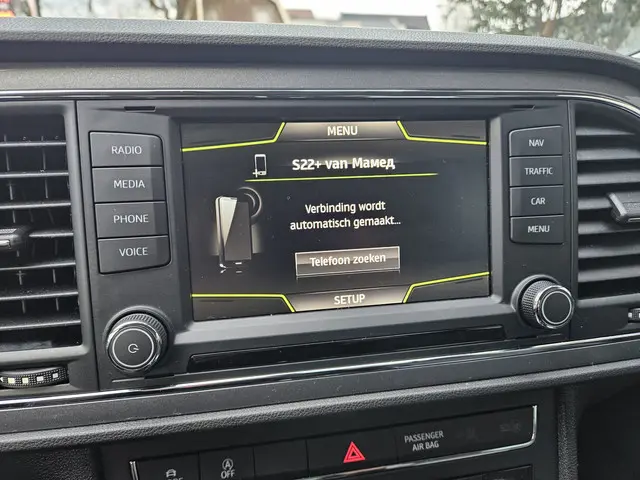 MENU
S22+ van Мамед
Verbinding wordt
automatisch gemaakt...
Telefoon zoeken
SETUP
RADIO
MEDIA
PHONE
VOICE
NAV
TRAFFIC
CAR
MENU
OFF
PASSENGER
AIR BAG